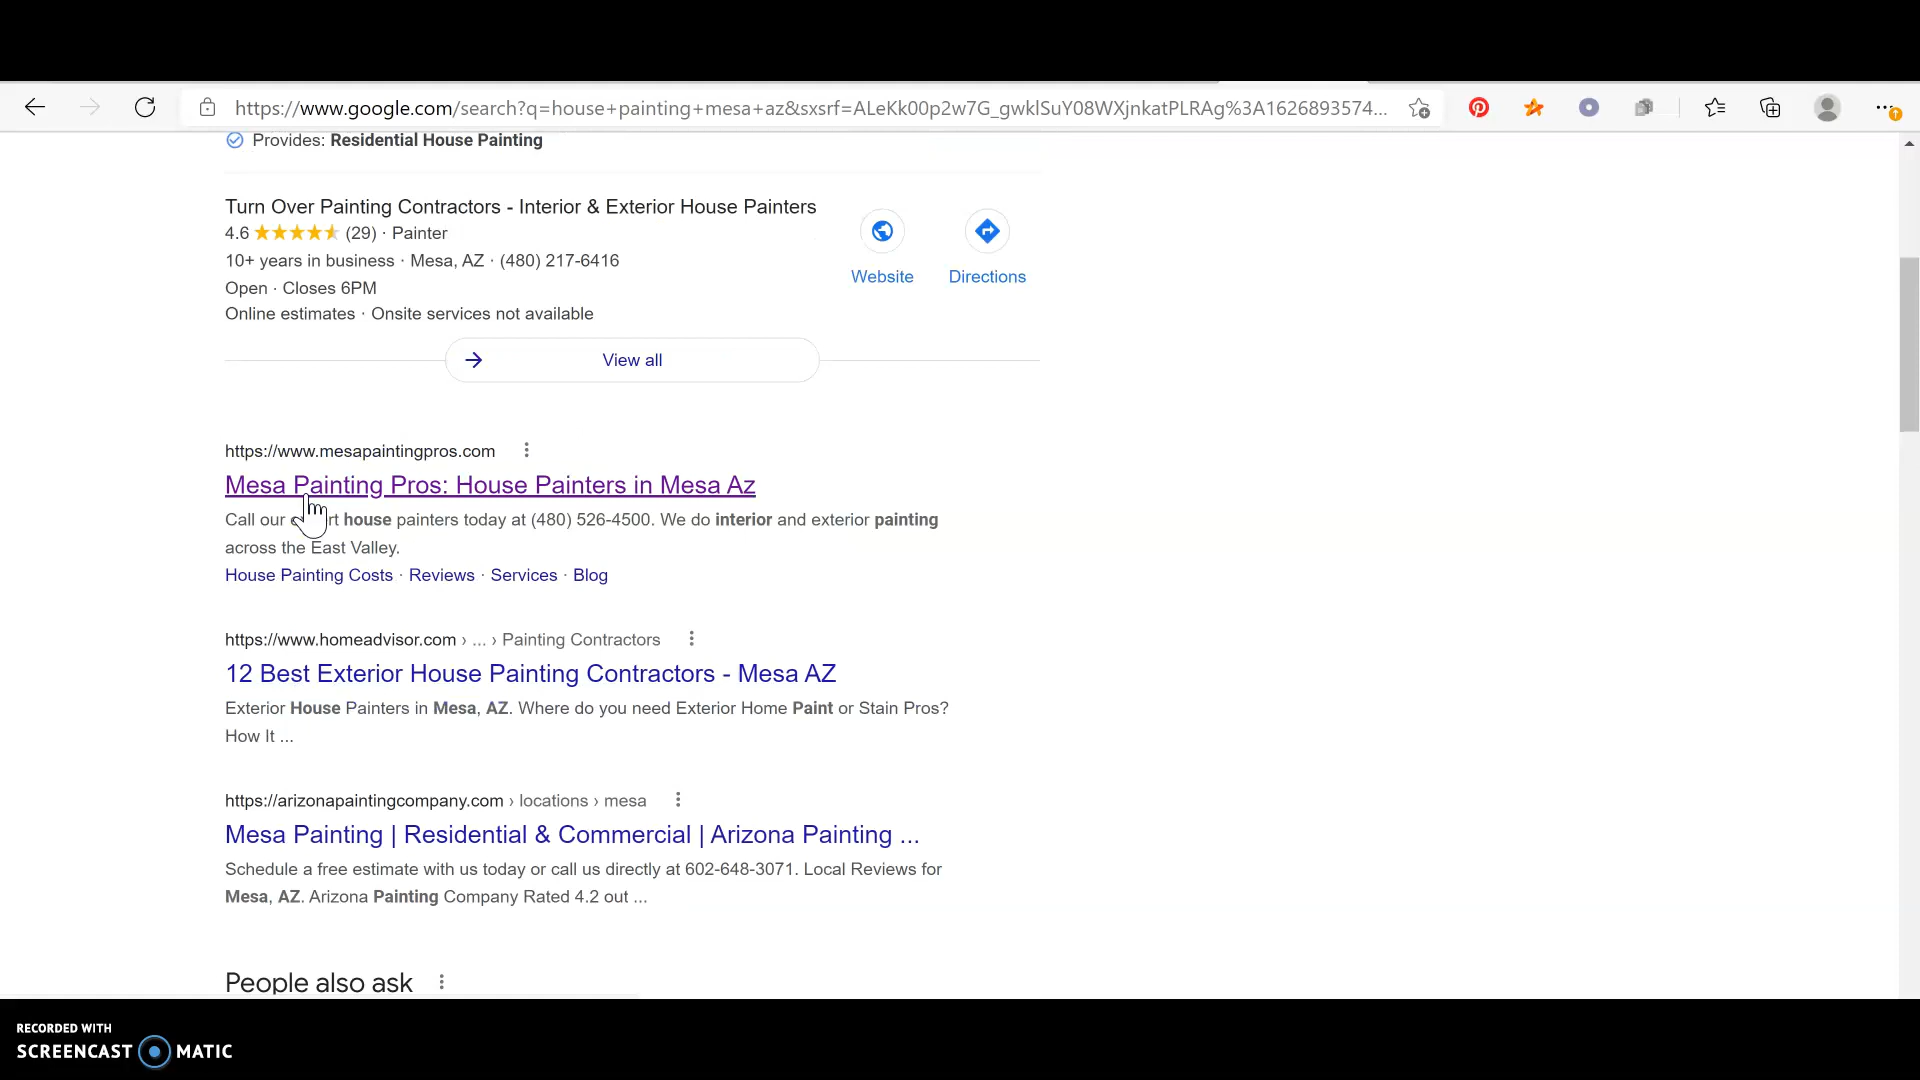 https://www.google.com/search?q=house+painting+mesa+az&sxsrf=ALeKk00p2w7G_gwklSuY08WXjnkatPLRAg%3A1626893574...
Provides: Residential House Painting
Turn Over Painting Contractors - Interior & Exterior House Painters
4.6 (29) · Painter
10+ years in business · Mesa, AZ · (480) 217-6416
Open · Closes 6PM
Online estimates · Onsite services not available
Website
Directions
View all
https://www.mesapaintingpros.com
Mesa Painting Pros: House Painters in Mesa Az
Call our house painters today at (480) 526-4500. We do interior and exterior painting
across the East Valley.
House Painting Costs · Reviews · Services · Blog
https://www.homeadvisor.com › ... › Painting Contractors
12 Best Exterior House Painting Contractors - Mesa AZ
Exterior House Painters in Mesa, AZ. Where do you need Exterior Home Paint or Stain Pros?
How It ...
https://arizonapaintingcompany.com › locations › mesa
Mesa Painting | Residential & Commercial | Arizona Painting ...
Schedule a free estimate with us today or call us directly at 602-648-3071. Local Reviews for
Mesa, AZ. Arizona Painting Company Rated 4.2 out ...
People also ask
RECORDED WITH
SCREENCAST MATIC